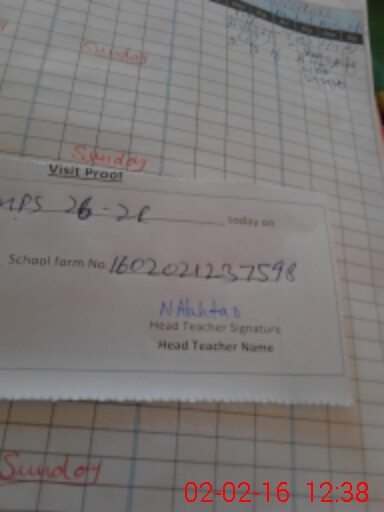 Sunday
Sunday
Visit Proof
MPS 26-2L today on
School form No 1602021237598
N Akhtar
Head Teacher Signature
Head Teacher Name
Sunday
02-02-16 12:38